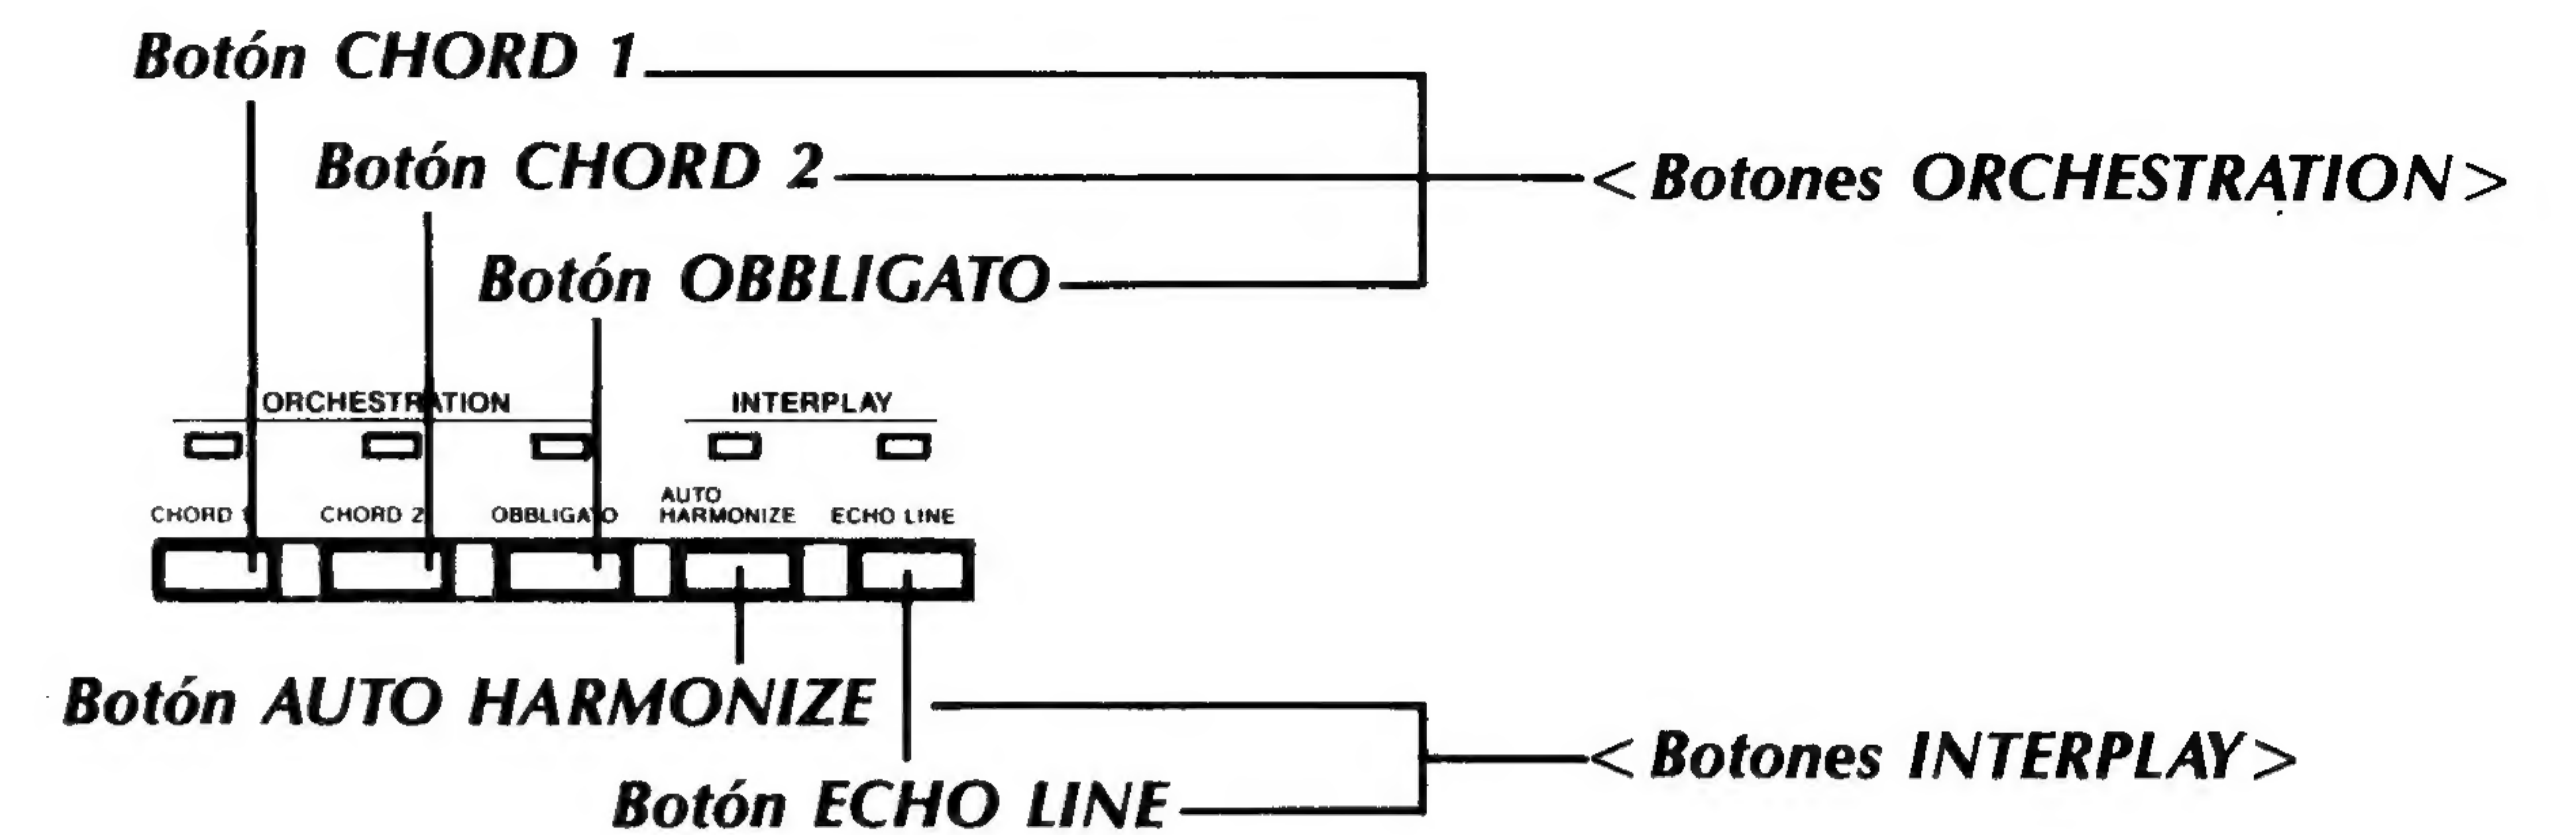 Botón CHORD 1
Botón CHORD 2
<Botones ORCHESTRATION>
Botón OBBLIGATO
ORCHESTRATION
INTERPLAY
CHORD 1
CHORD 2
OBBLIGATO
AUTO
HARMONIZE
ECHO LINE
Botón AUTO HARMONIZE
<Botones INTERPLAY>
Botón ECHO LINE